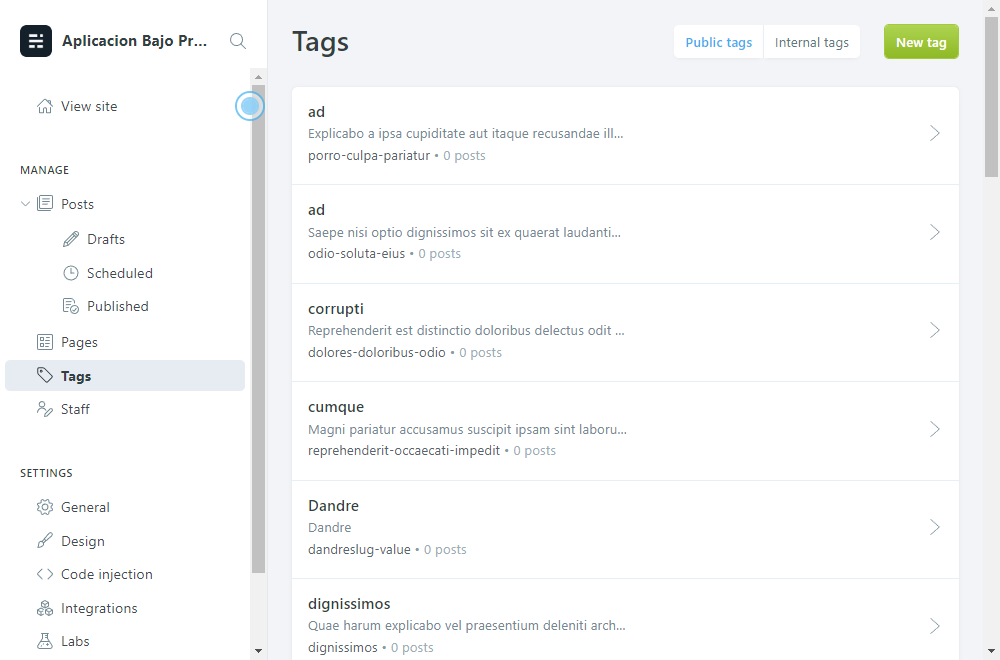 Aplicacion Bajo Pr...
View site
MANAGE
Posts
Drafts
Scheduled
Published
Pages
Tags
Staff
SETTINGS
General
Design
Code injection
Integrations
Labs
Tags
Public tags
Internal tags
New tag
ad
Explicabo a ipsa cupiditate aut itaque recusandae ill...
porro-culpa-pariatur • 0 posts
ad
Saepe nisi optio dignissimos sit ex quaerat laudanti...
odio-soluta-eius • 0 posts
corrupti
Reprehenderit est distinctio doloribus delectus odit ...
dolores-doloribus-odio • 0 posts
cumque
Magni pariatur accusamus suscipit ipsam sint laboru...
reprehenderit-occaecati-impedit • 0 posts
Dandre
Dandre
dandreslug-value • 0 posts
dignissimos
Quae harum explicabo vel praesentium deleniti arch...
dignissimos • 0 posts